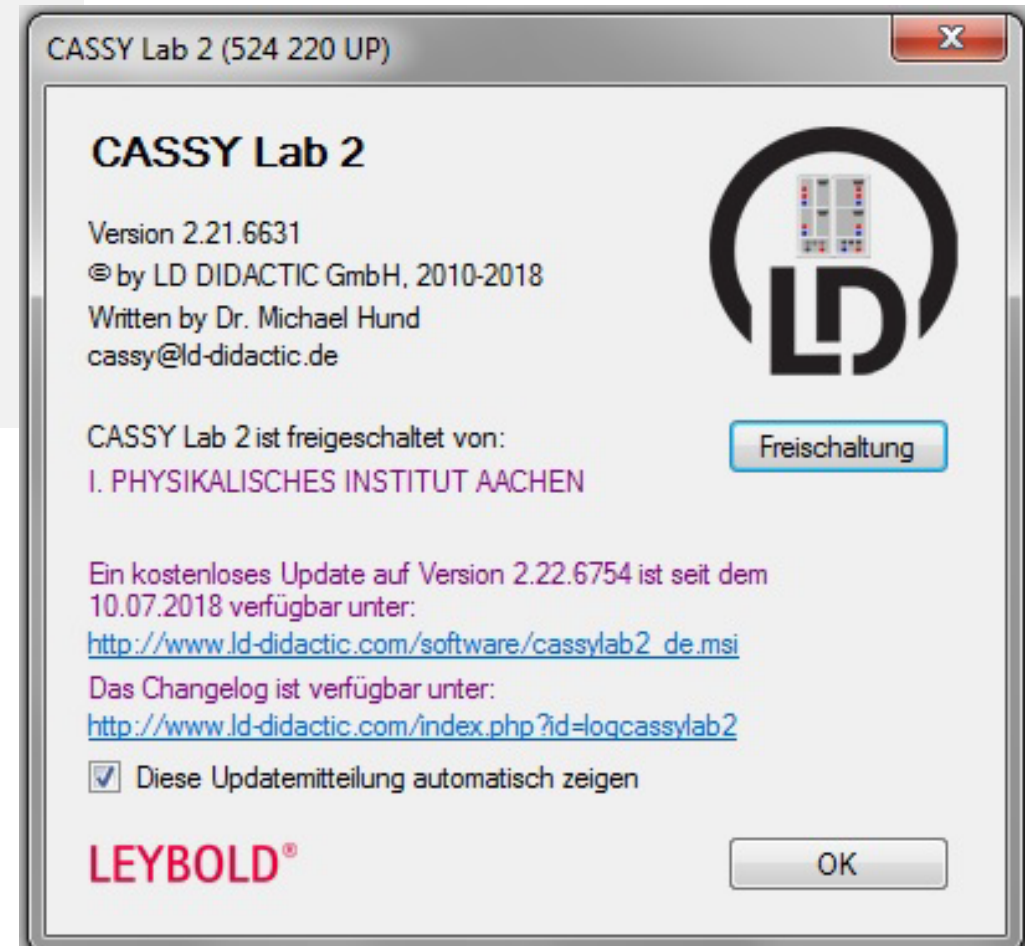 CASSY Lab 2 (524 220 UP)
CASSY Lab 2
Version 2.21.6631
© by LD DIDACTIC GmbH, 2010-2018
Written by Dr. Michael Hund
cassy@ld-didactic.de
LD
CASSY Lab 2 ist freigeschaltet von:
Freischaltung
I. PHYSIKALISCHES INSTITUT AACHEN
Ein kostenloses Update auf Version 2.22.6754 ist seit dem
10.07.2018 verfügbar unter:
http://www.ld-didactic.com/software/cassylab2_de.msi
Das Changelog ist verfügbar unter:
http://www.ld-didactic.com/index.php?id=logcassylab2
Diese Updatemitteilung automatisch zeigen
LEYBOLD®
OK